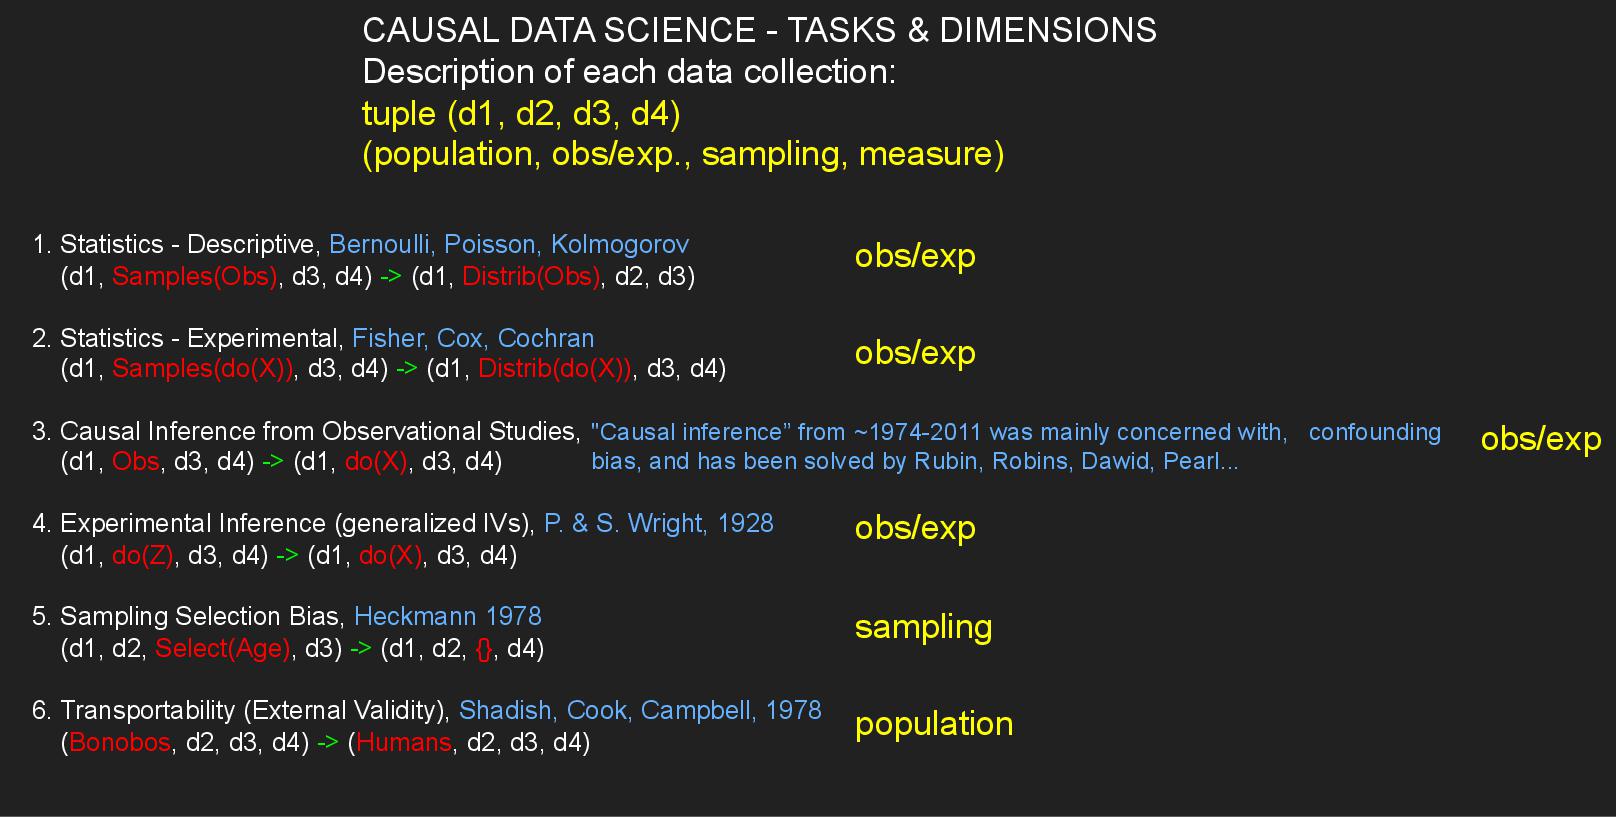 CAUSAL DATA SCIENCE - TASKS & DIMENSIONS
Description of each data collection:
tuple (d1, d2, d3, d4)
(population, obs/exp., sampling, measure)
1. Statistics - Descriptive, Bernoulli, Poisson, Kolmogorov
obs/exp
(d1, Samples(Obs), d3, d4) -> (d1, Distrib(Obs), d2, d3)
2. Statistics - Experimental, Fisher, Cox, Cochran
obs/exp
(d1, Samples(do(X)), d3, d4) -> (d1, Distrib(do(X)), d3, d4)
3. Causal Inference from Observational Studies, "Causal inference” from ~1974-2011 was mainly concerned with, confounding
obs/exp
(d1, Obs, d3, d4) -> (d1, do(X), d3, d4) bias, and has been solved by Rubin, Robins, Dawid, Pearl...
4. Experimental Inference (generalized IVs), P. & S. Wright, 1928
obs/exp
(d1, do(Z), d3, d4) -> (d1, do(X), d3, d4)
5. Sampling Selection Bias, Heckmann 1978
sampling
(d1, d2, Select(Age), d3) -> (d1, d2, {}, d4)
6. Transportability (External Validity), Shadish, Cook, Campbell, 1978
population
(Bonobos, d2, d3, d4) -> (Humans, d2, d3, d4)